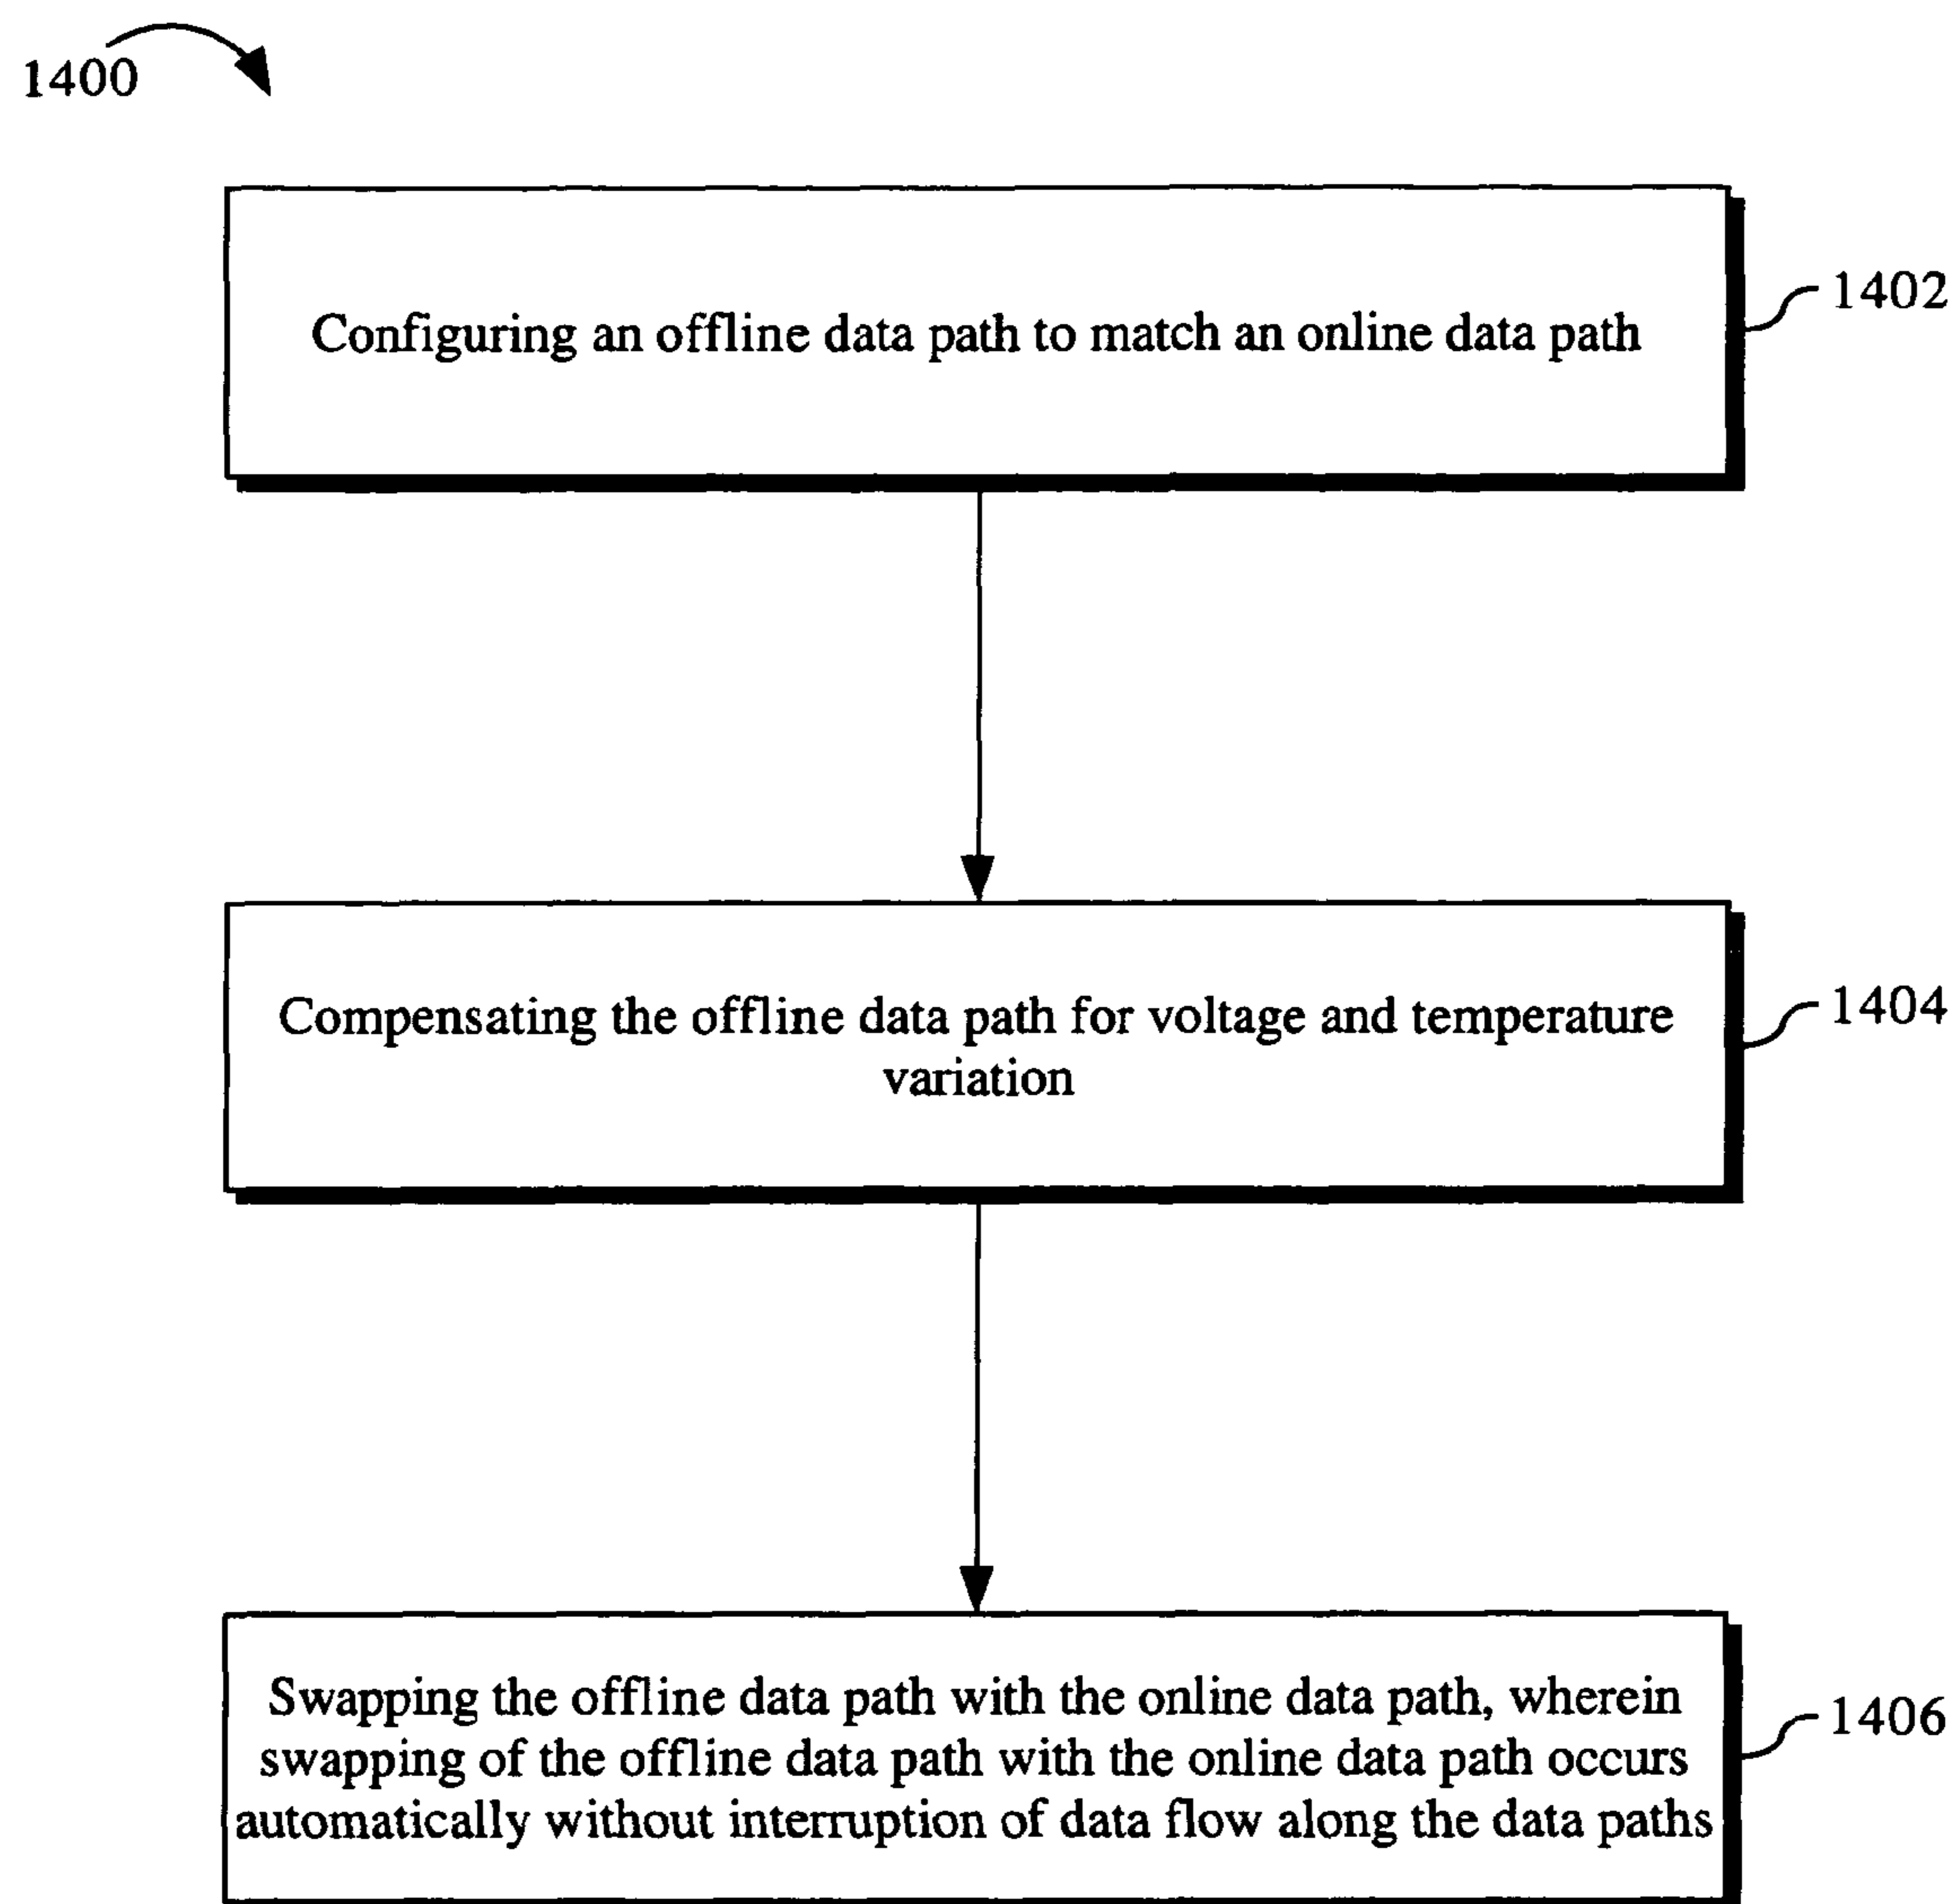 1400
Configuring an offline data path to match an online data path
1402
Compensating the offline data path for voltage and temperature
variation
1404
Swapping the offline data path with the online data path, wherein
swapping of the offline data path with the online data path occurs
automatically without interruption of data flow along the data paths
1406